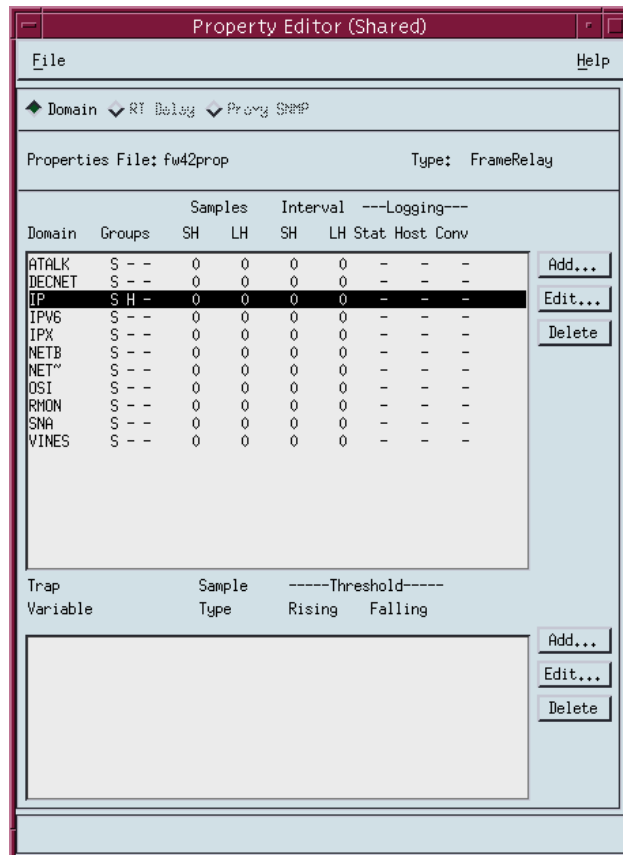 Property Editor (Shared)
File Help
Domain RT Delay Proxy SNMP
Properties File: fw42prop Type: FrameRelay
Samples Interval ---Logging---
Domain Groups SH LH SH LH Stat Host Conv
ATALK S - - 0 0 0 0 - - -
DECNET S - - 0 0 0 0 - - -
IP S H - 0 0 0 0 - - -
IPV6 S - - 0 0 0 0 - - -
IPX S - - 0 0 0 0 - - -
NETB S - - 0 0 0 0 - - -
NET~ S - - 0 0 0 0 - - -
OSI S - - 0 0 0 0 - - -
RMON S - - 0 0 0 0 - - -
SNA S - - 0 0 0 0 - - -
VINES S - - 0 0 0 0 - - -
Add...
Edit...
Delete
Trap Sample -----Threshold-----
Variable Type Rising Falling
Add...
Edit...
Delete